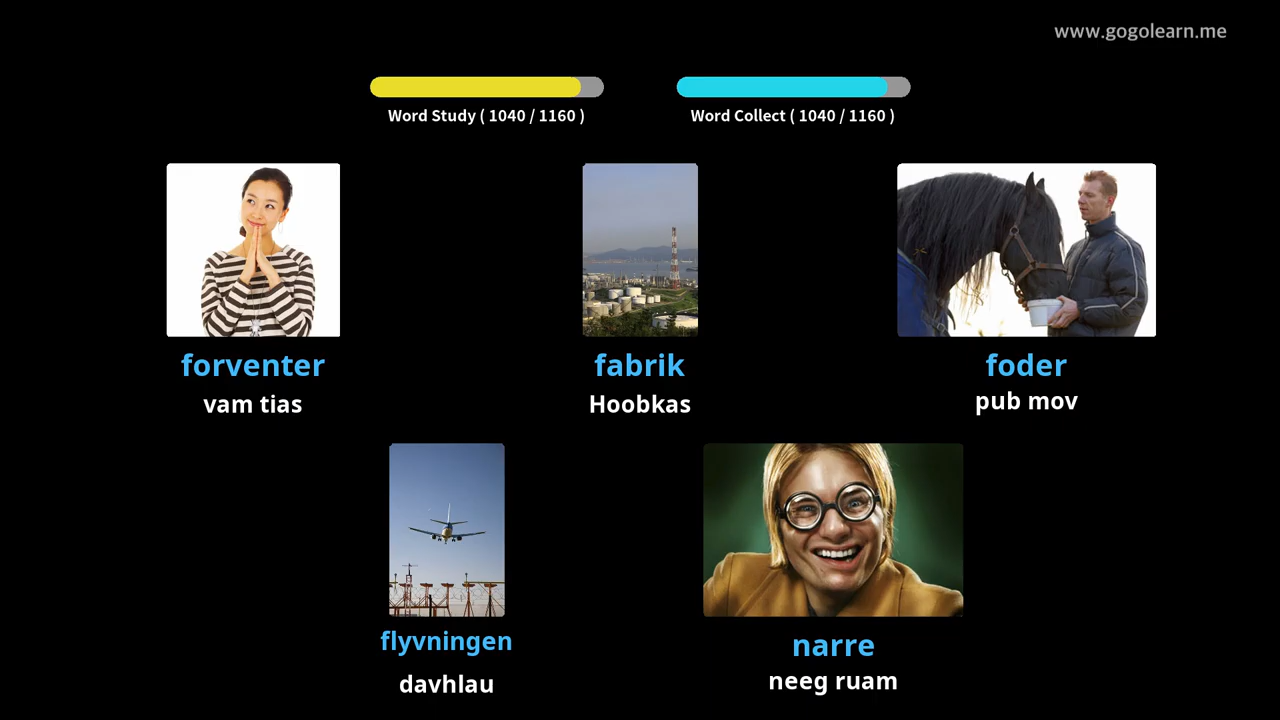 www.gogolearn.me
Word Study ( 1040 / 1160 )
Word Collect ( 1040 / 1160 )
forventer
vam tias
fabrik
Hoobkas
foder
pub mov
flyvningen
davhlau
narre
neeg ruam